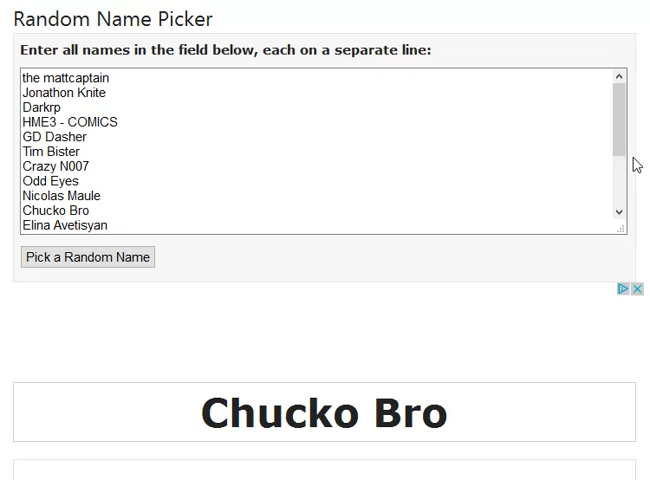 Random Name Picker
Enter all names in the field below, each on a separate line:
the mattcaptain
Jonathon Knite
Darkrp
HME3 - COMICS
GD Dasher
Tim Bister
Crazy N007
Odd Eyes
Nicolas Maule
Chucko Bro
Elina Avetisyan
Pick a Random Name
Chucko Bro